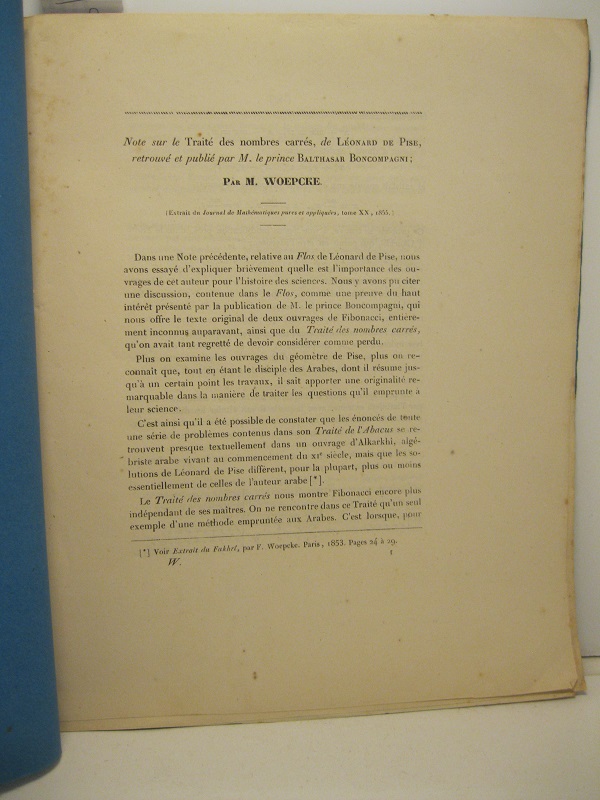 Note sur le Traité des nombres carrés, de LÉONARD DE PISE,
retrouvé et publié par M. le prince BALTHASAR BONCOMPAGNI;
PAR M. WOEPCKE.
(Extrait du Journal de Mathématiques pures et appliquées, tome XX, 1855.)
Dans une Note précédente, relative au Flos de Léonard de Pise, nous
avons essayé d'expliquer brièvement quelle est l'importance des ou-
vrages de cet auteur pour l'histoire des sciences. Nous y avons pu citer
une discussion, contenue dans le Flos, comme une preuve du haut
intérêt présenté par la publication de M. le prince Boncompagni, qui
nous offre le texte original de deux ouvrages de Fibonacci, entière-
ment inconnus auparavant, ainsi que du Traité des nombres carrés,
qu'on avait tant regretté de devoir considérer comme perdu.
Plus on examine les ouvrages du géomètre de Pise, plus on re-
connaît que, tout en étant le disciple des Arabes, dont il résume jus-
qu'à un certain point les travaux, il sait apporter une originalité re-
marquable dans la manière de traiter les questions qu'il emprunte a
leur science.
C'est ainsi qu'il a été possible de constater que les énoncés de toute
une série de problèmes contenus dans son Traité de l'Abacus se re-
trouvent presque textuellement dans un ouvrage d'Alkarkhi, algé-
briste arabe vivant au commencement du XIe siècle, mais que les so-
lutions de Léonard de Pise diffèrent, pour la plupart, plus ou moins
essentiellement de celles de l'auteur arabe [*].
Le Traité des nombres carrés nous montre Fibonacci encore plus
indépendant de ses maîtres. On ne rencontre dans ce Traité qu'un seul
exemple d'une méthode empruntée aux Arabes. C'est lorsque, pour
[*] Voir Extrait du Fakhrî, par F. Woepcke. Paris, 1853. Pages 24 à 29.
W. 1